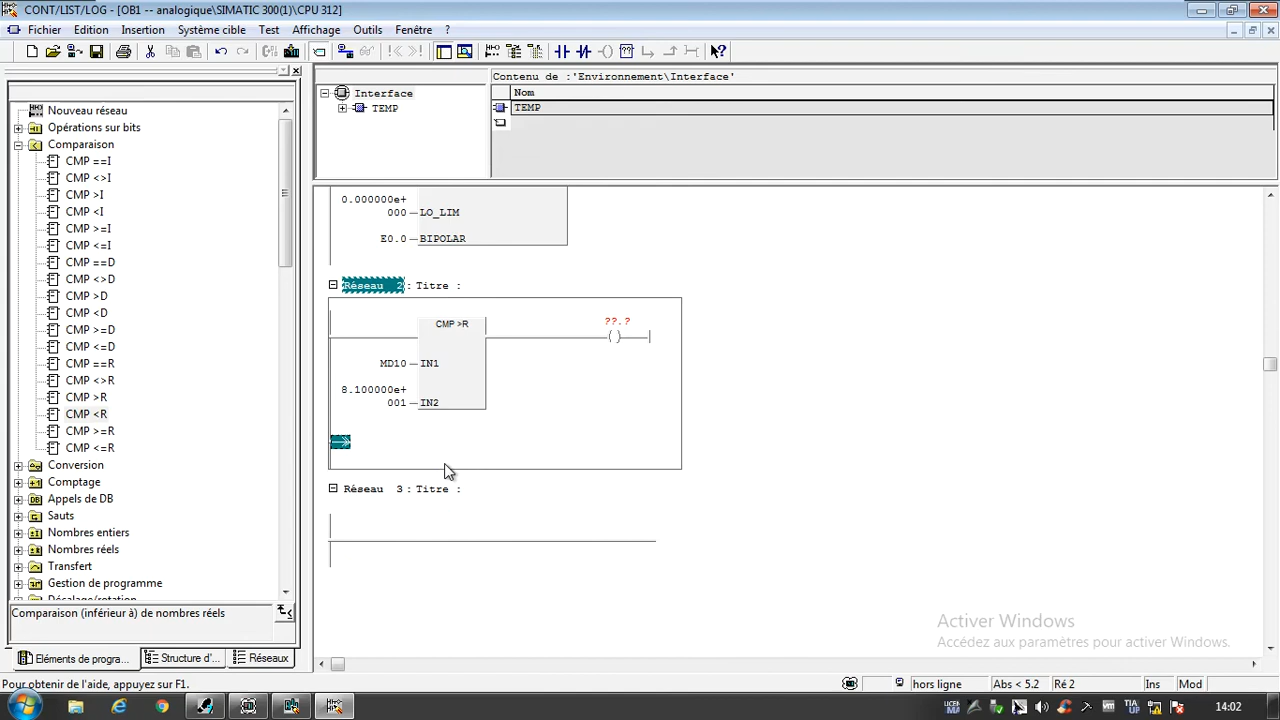 CONT/LIST/LOG - [OB1 -- analogique\SIMATIC 300(1)\CPU 312]
Fichier Edition Insertion Système cible Test Affichage Outils Fenêtre ?
Nouveau réseau
Opérations sur bits
Comparaison
CMP ==I
CMP <>I
CMP >I
CMP <I
CMP >=I
CMP <=I
CMP ==D
CMP <>D
CMP >D
CMP <D
CMP >=D
CMP <=D
CMP ==R
CMP <>R
CMP >R
CMP <R
CMP >=R
CMP <=R
Conversion
Comptage
Appels de DB
Sauts
Nombres entiers
Nombres réels
Transfert
Gestion de programme
Décalage/rotation
Comparaison (inférieur à) de nombres réels
Eléments de progra... Structure d'... Réseaux
Interface
TEMP
Contenu de :'Environnement\Interface'
Nom
TEMP
0.000000e+
000 LO_LIM
E0.0 BIPOLAR
Réseau 2 : Titre :
CMP >R
??.?
( )
MD10 IN1
8.100000e+
001 IN2
Réseau 3 : Titre :
Activer Windows
Accédez aux paramètres pour activer Windows.
Pour obtenir de l'aide, appuyez sur F1.
hors ligne Abs < 5.2 Ré 2 Ins Mod
14:02